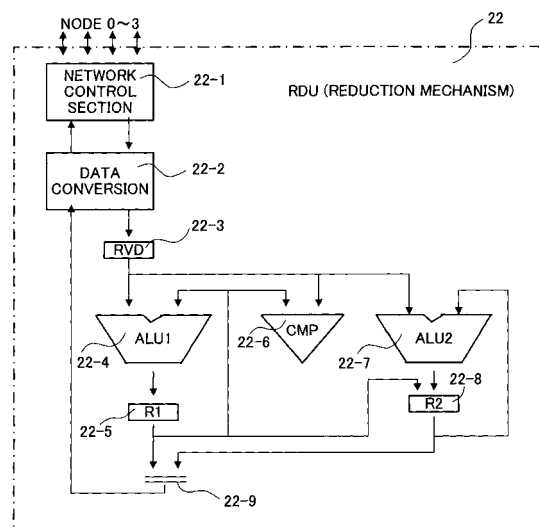 NODE 0～3
22
NETWORK
CONTROL
SECTION
22-1
RDU (REDUCTION MECHANISM)
DATA
CONVERSION
22-2
22-3
RVD
ALU1
22-4
CMP
22-6
ALU2
22-7
22-8
R1
22-5
R2
22-9